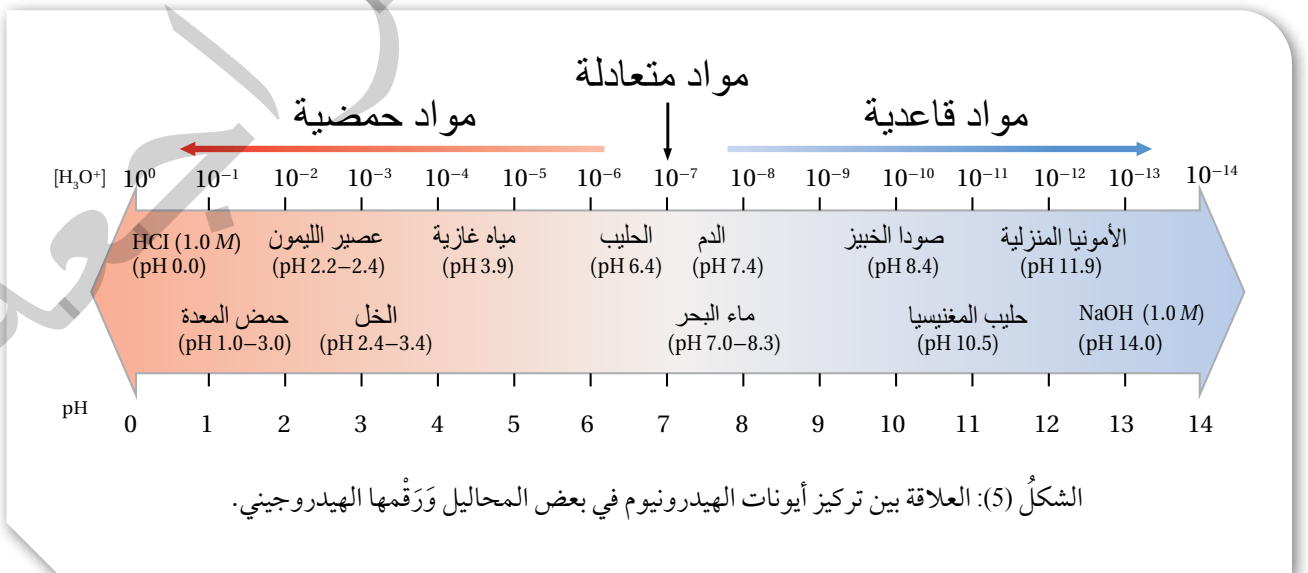 مواد متعادلة
مواد حمضية
مواد قاعدية
[H₃O⁺] 10⁰ 10⁻¹ 10⁻² 10⁻³ 10⁻⁴ 10⁻⁵ 10⁻⁶ 10⁻⁷ 10⁻⁸ 10⁻⁹ 10⁻¹⁰ 10⁻¹¹ 10⁻¹² 10⁻¹³ 10⁻¹⁴
HCI (1.0 M)
(pH 0.0)
عصير الليمون
(pH 2.2–2.4)
مياه غازية
(pH 3.9)
الحليب
(pH 6.4)
الدم
(pH 7.4)
صودا الخبيز
(pH 8.4)
الأمونيا المنزلية
(pH 11.9)
حمض المعدة
(pH 1.0–3.0)
الخل
(pH 2.4–3.4)
ماء البحر
(pH 7.0–8.3)
حليب المغنيسيا
(pH 10.5)
NaOH (1.0 M)
(pH 14.0)
pH 0 1 2 3 4 5 6 7 8 9 10 11 12 13 14
الشكلُ (5): العلاقة بين تركيز أيونات الهيدرونيوم في بعض المحاليل وَرَقْمها الهيدروجيني.